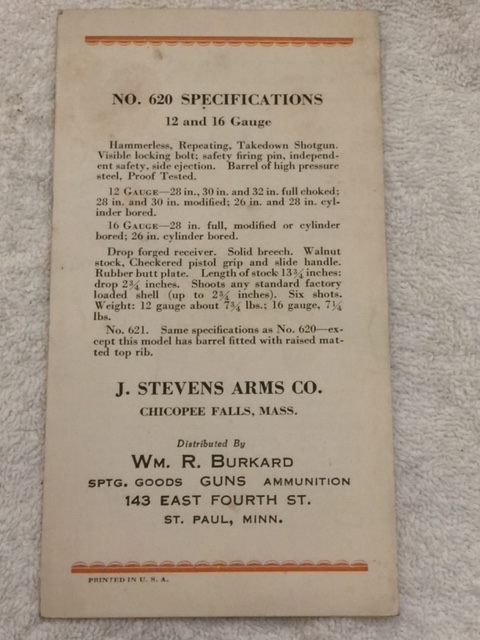 NO. 620 SPECIFICATIONS
12 and 16 Gauge
Hammerless, Repeating, Takedown Shotgun.
Visible locking bolt; safety firing pin, independ-
ent safety, side ejection. Barrel of high pressure
steel, Proof Tested.
12 GAUGE—28 in., 30 in. and 32 in. full choked;
28 in. and 30 in. modified; 26 in. and 28 in. cyl-
inder bored.
16 GAUGE—28 in. full, modified or cylinder
bored; 26 in. cylinder bored.
Drop forged receiver. Solid breech. Walnut
stock, Checkered pistol grip and slide handle.
Rubber butt plate. Length of stock 13¾ inches:
drop 2¾ inches. Shoots any standard factory
loaded shell (up to 2¾ inches). Six shots.
Weight: 12 gauge about 7¾ lbs.; 16 gauge, 7¼
lbs.
No. 621. Same specifications as No. 620—ex-
cept this model has barrel fitted with raised mat-
ted top rib.
J. STEVENS ARMS CO.
CHICOPEE FALLS, MASS.
Distributed By
WM. R. BURKARD
SPTG. GOODS GUNS AMMUNITION
143 EAST FOURTH ST.
ST. PAUL, MINN.
PRINTED IN U. S. A.